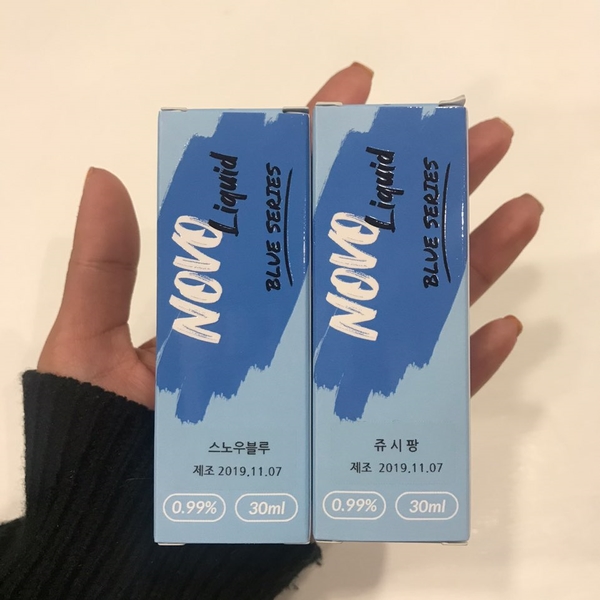 NOVO
Liquid
BLUE SERIES
스노우블루
제조 2019.11.07
0.99%
30ml
NOVO
Liquid
BLUE SERIES
쥬시팡
제조 2019.11.07
0.99%
30ml